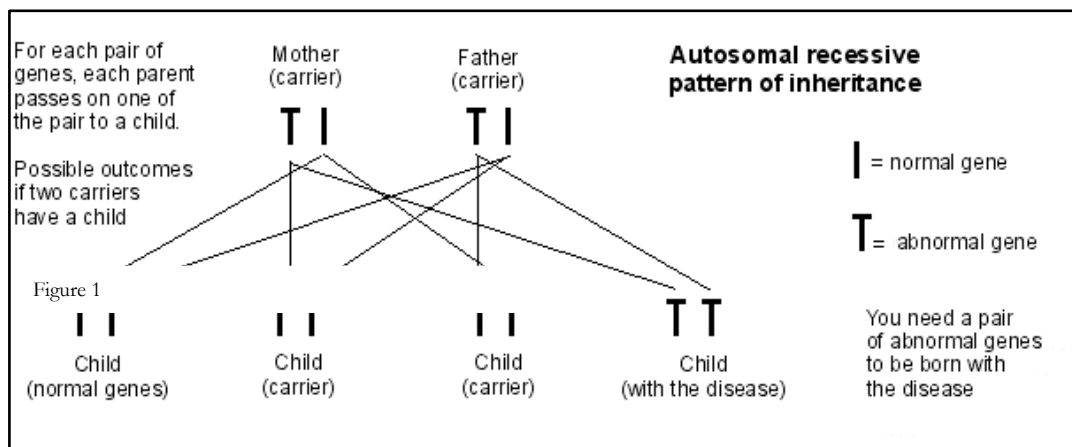 For each pair of
genes, each parent
passes on one of
the pair to a child.
Possible outcomes
if two carriers
have a child
Mother
(carrier)
Father
(carrier)
Autosomal recessive
pattern of inheritance
= normal gene
= abnormal gene
Figure 1
Child
(normal genes)
Child
(carrier)
Child
(carrier)
Child
(with the disease)
You need a pair
of abnormal genes
to be born with
the disease